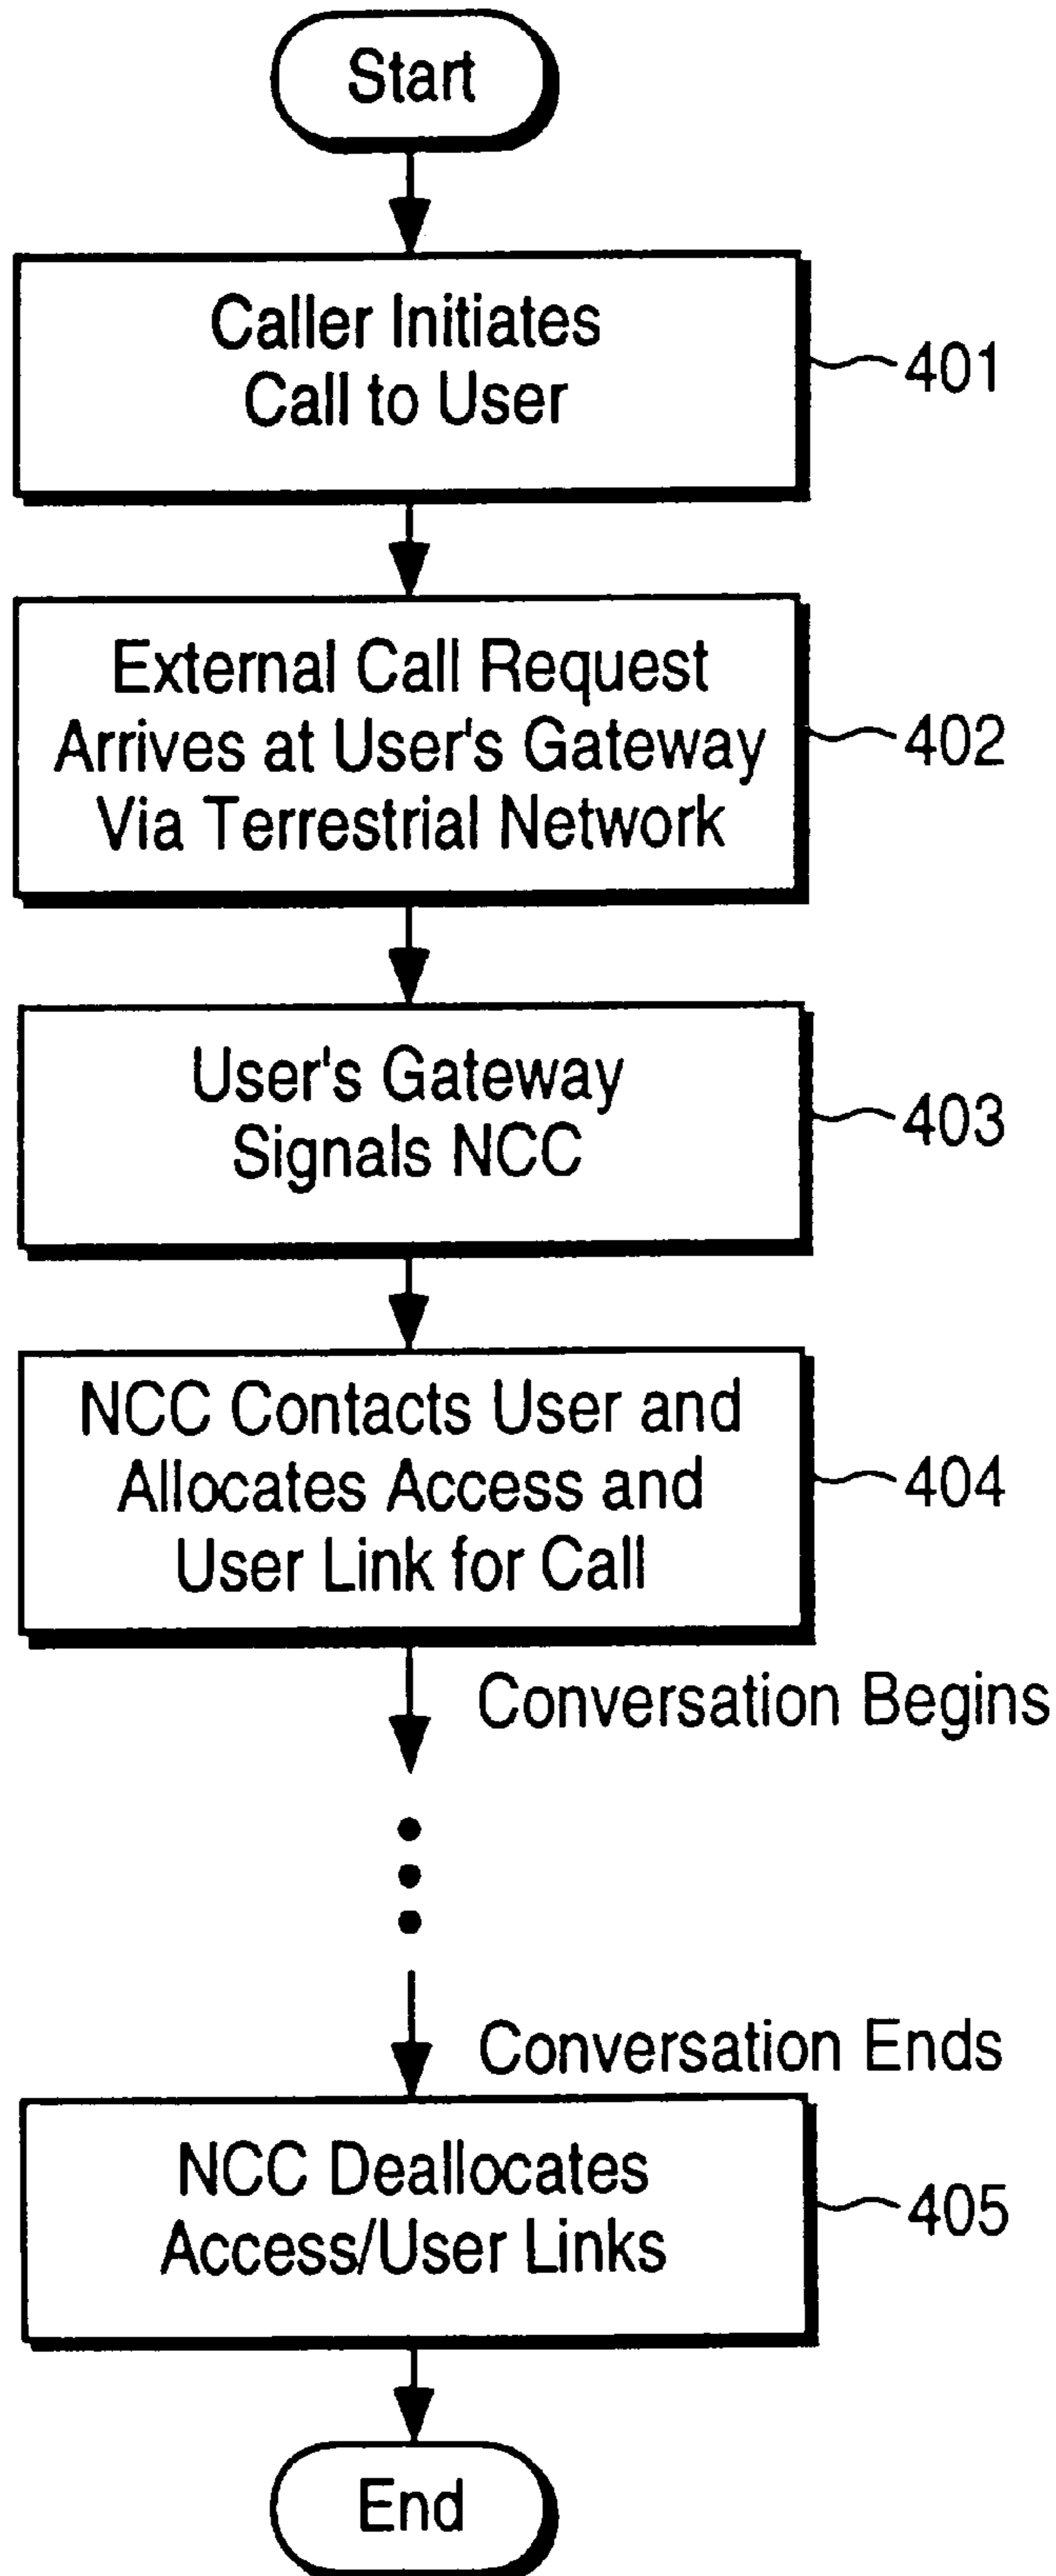 Start
Caller Initiates
Call to User
401
External Call Request
Arrives at User's Gateway
Via Terrestrial Network
402
User's Gateway
Signals NCC
403
NCC Contacts User and
Allocates Access and
User Link for Call
404
Conversation Begins
Conversation Ends
NCC Deallocates
Access/User Links
405
End